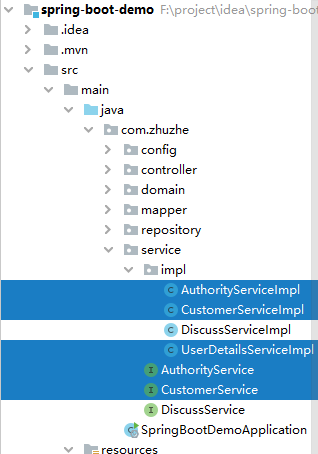 spring-boot-demo F:\project\idea\spring-boot
.idea
.mvn
src
main
java
com.zhuzhe
config
controller
domain
mapper
repository
service
impl
AuthorityServiceImpl
CustomerServiceImpl
DiscussServiceImpl
UserDetailsServiceImpl
AuthorityService
CustomerService
DiscussService
SpringBootDemoApplication
resources